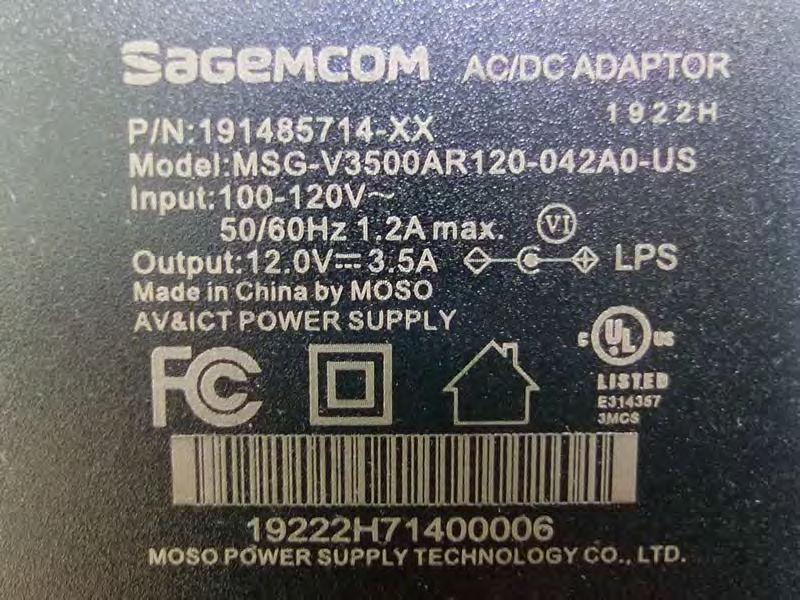 Sagemcom AC/DC ADAPTOR
1922H
P/N:191485714-XX
Model:MSG-V3500AR120-042A0-US
Input:100-120V~
50/60Hz 1.2A max. VI
Output:12.0V⎓3.5A LPS
Made in China by MOSO
AV&ICT POWER SUPPLY
FC
C UL US
LISTED
E314357
3MCS
19222H71400006
MOSO POWER SUPPLY TECHNOLOGY CO., LTD.